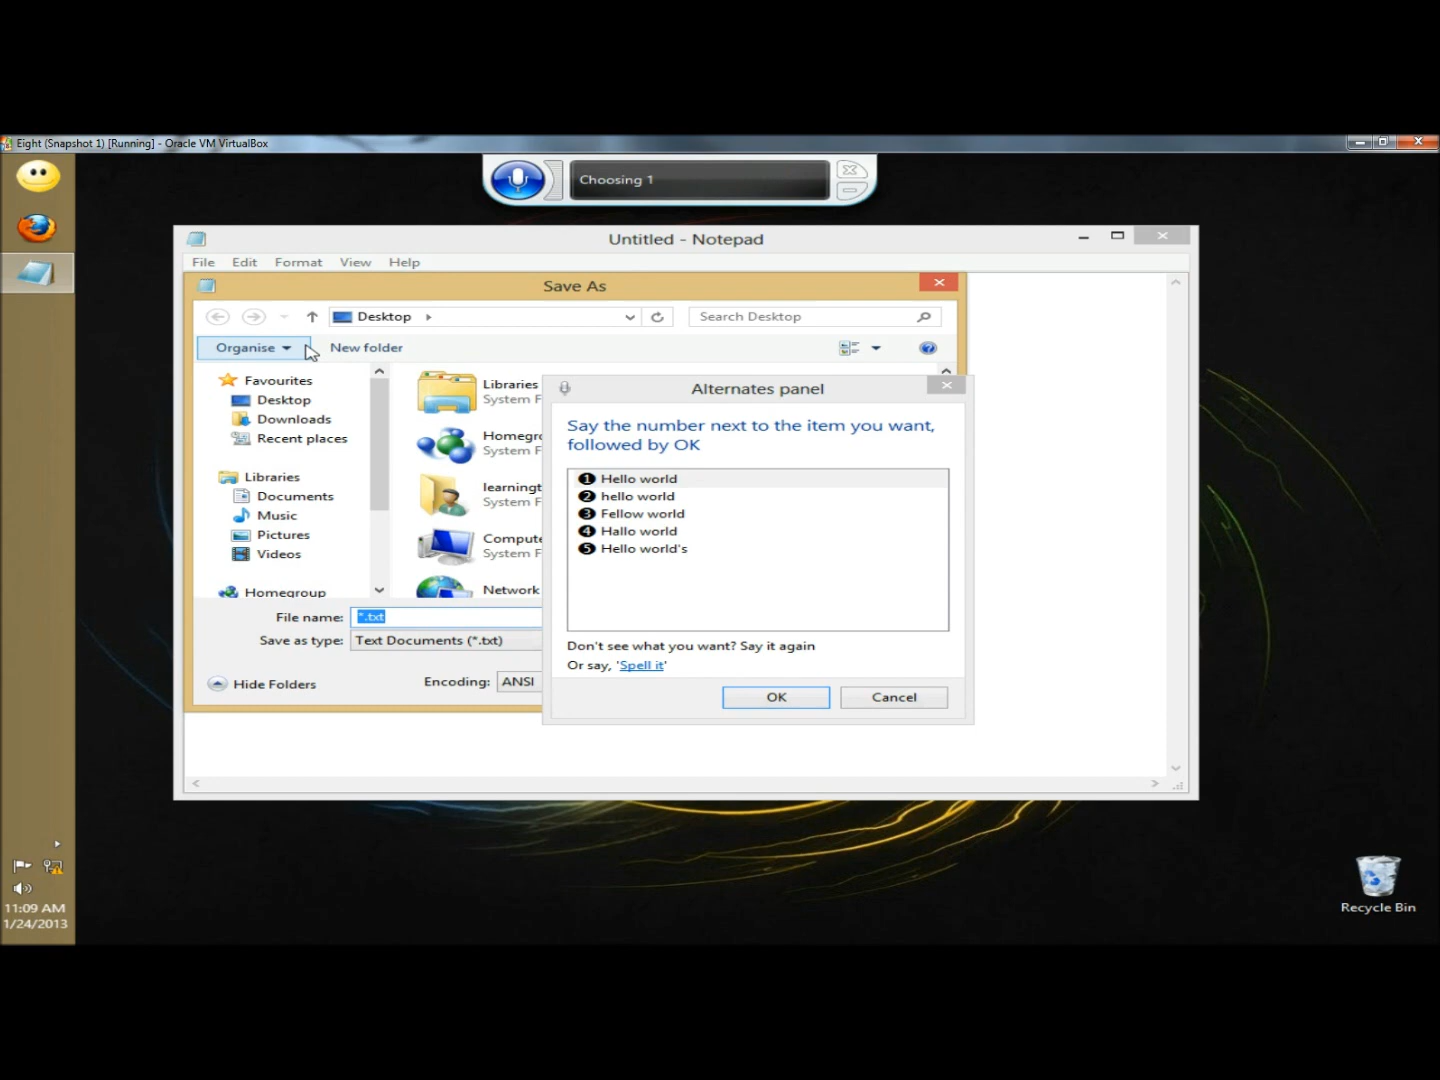 Eight (Snapshot 1) [Running] - Oracle VM VirtualBox
Choosing 1
Untitled - Notepad
File Edit Format View Help
Save As
Desktop
Search Desktop
Organise
New folder
Favourites
Desktop
Downloads
Recent places
Libraries
Documents
Music
Pictures
Videos
Homegroup
Libraries
System F
Homegro
System F
learningt
System F
Compute
System F
Network
File name: *.txt
Save as type: Text Documents (*.txt)
Hide Folders
Encoding: ANSI
Alternates panel
Say the number next to the item you want,
followed by OK
1 Hello world
2 hello world
3 Fellow world
4 Hallo world
5 Hello world's
Don't see what you want? Say it again
Or say, 'Spell it'
OK
Cancel
11:09 AM
1/24/2013
Recycle Bin